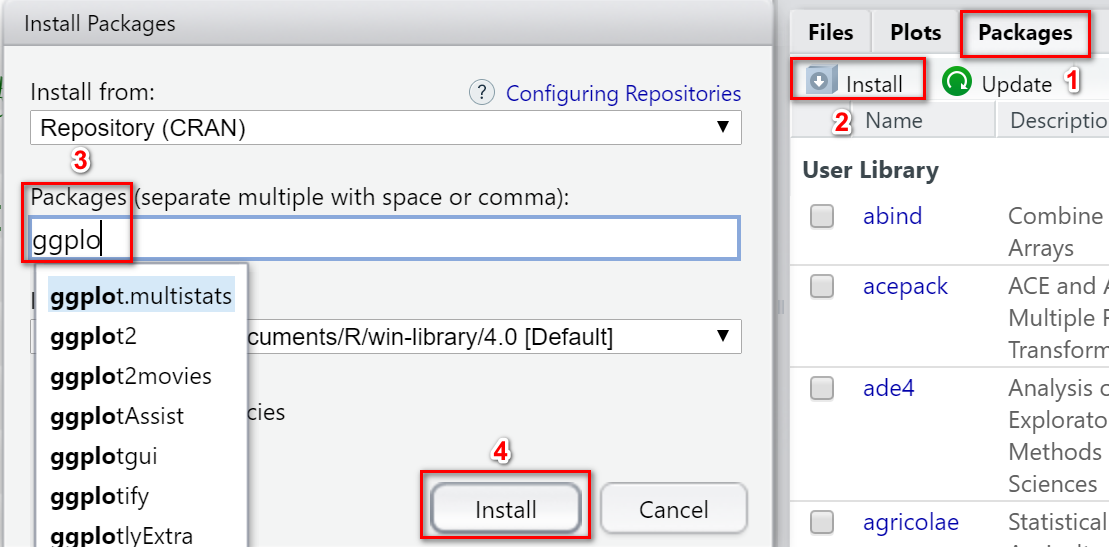 Install Packages
Install from:
? Configuring Repositories
Repository (CRAN)
3
Packages (separate multiple with space or comma):
ggplo
ggplot.multistats
ggplot2
cuments/R/win-library/4.0 [Default]
ggplot2movies
ggplotAssist
cies
ggplotgui
ggplotify
ggplotlyExtra
4
Install
Cancel
Files
Plots
Packages
Install
Update
1
2
Name
Descriptio
User Library
abind
Combine
Arrays
acepack
ACE and A
Multiple
Transform
ade4
Analysis o
Explorato
Methods
Sciences
agricolae
Statistical